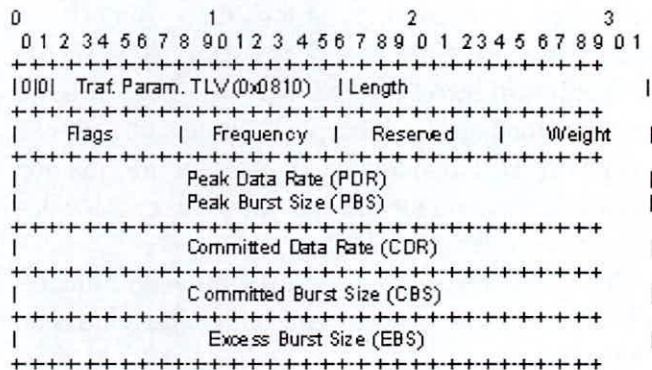 0 1 2 3
0 1 2 3 4 5 6 7 8 9 0 1 2 3 4 5 6 7 8 9 0 1 2 3 4 5 6 7 8 9 0 1
+-+-+-+-+-+-+-+-+-+-+-+-+-+-+-+-+-+-+-+-+-+-+-+-+-+-+-+-+-+-+-+-+
|0|0| Traf. Param. TLV (0x0810) | Length |
+-+-+-+-+-+-+-+-+-+-+-+-+-+-+-+-+-+-+-+-+-+-+-+-+-+-+-+-+-+-+-+-+
| Flags | Frequency | Reserved | Weight |
+-+-+-+-+-+-+-+-+-+-+-+-+-+-+-+-+-+-+-+-+-+-+-+-+-+-+-+-+-+-+-+-+
| Peak Data Rate (PDR) |
| Peak Burst Size (PBS) |
+-+-+-+-+-+-+-+-+-+-+-+-+-+-+-+-+-+-+-+-+-+-+-+-+-+-+-+-+-+-+-+-+
| Committed Data Rate (CDR) |
+-+-+-+-+-+-+-+-+-+-+-+-+-+-+-+-+-+-+-+-+-+-+-+-+-+-+-+-+-+-+-+-+
| Committed Burst Size (CBS) |
+-+-+-+-+-+-+-+-+-+-+-+-+-+-+-+-+-+-+-+-+-+-+-+-+-+-+-+-+-+-+-+-+
| Excess Burst Size (EBS) |
+-+-+-+-+-+-+-+-+-+-+-+-+-+-+-+-+-+-+-+-+-+-+-+-+-+-+-+-+-+-+-+-+